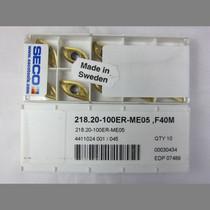 SECO
Made in
Sweden
218.20-100ER-ME05 ,F40M
218.20-100ER-ME05
4411024 001 / 045
QTY 10
00030434
EDP 07489